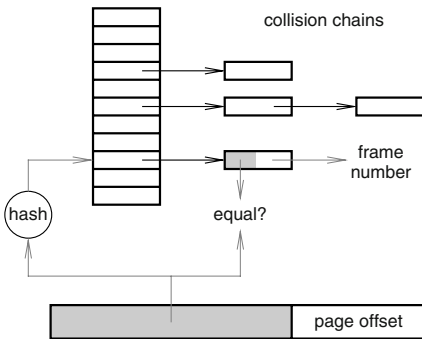 collision chains
frame
number
hash
equal?
page offset